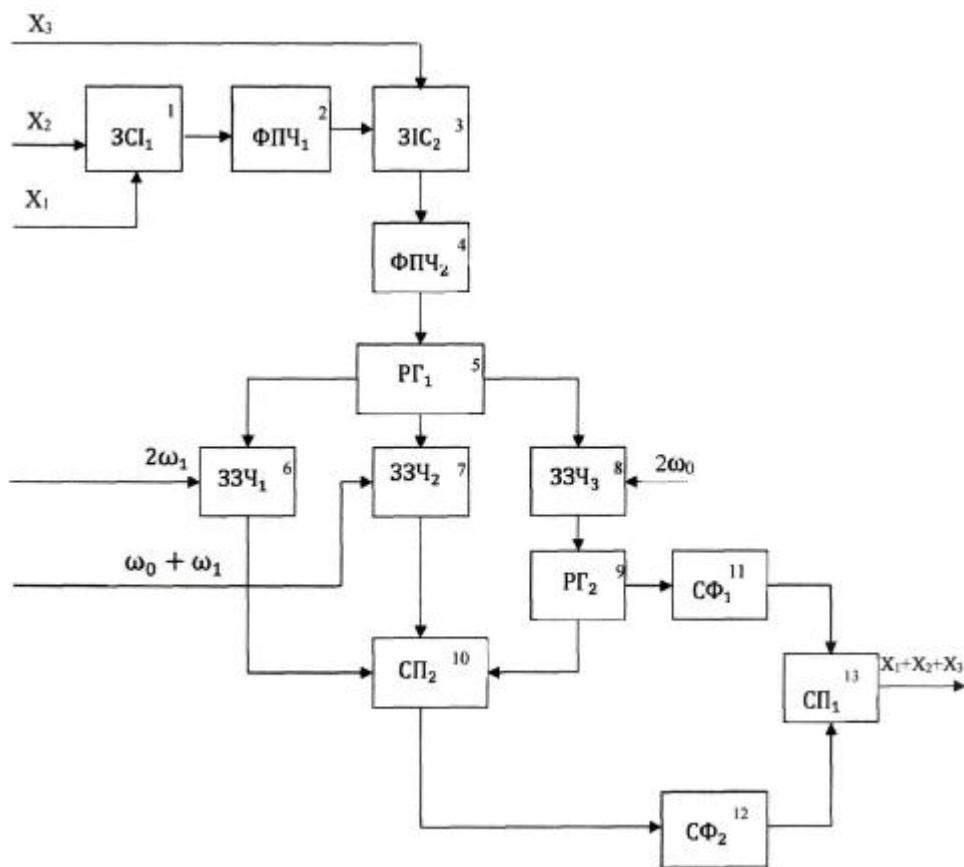 X₃
1
ЗСІ₁
2
ФПЧ₁
3
ЗІС₂
X₂
X₁
4
ФПЧ₂
5
РГ₁
2ω₁
6
ЗЗЧ₁
7
ЗЗЧ₂
8
ЗЗЧ₃
2ω₀
ω₀ + ω₁
9
РГ₂
11
СФ₁
10
СП₂
13
СП₁
X₁+X₂+X₃
12
СФ₂